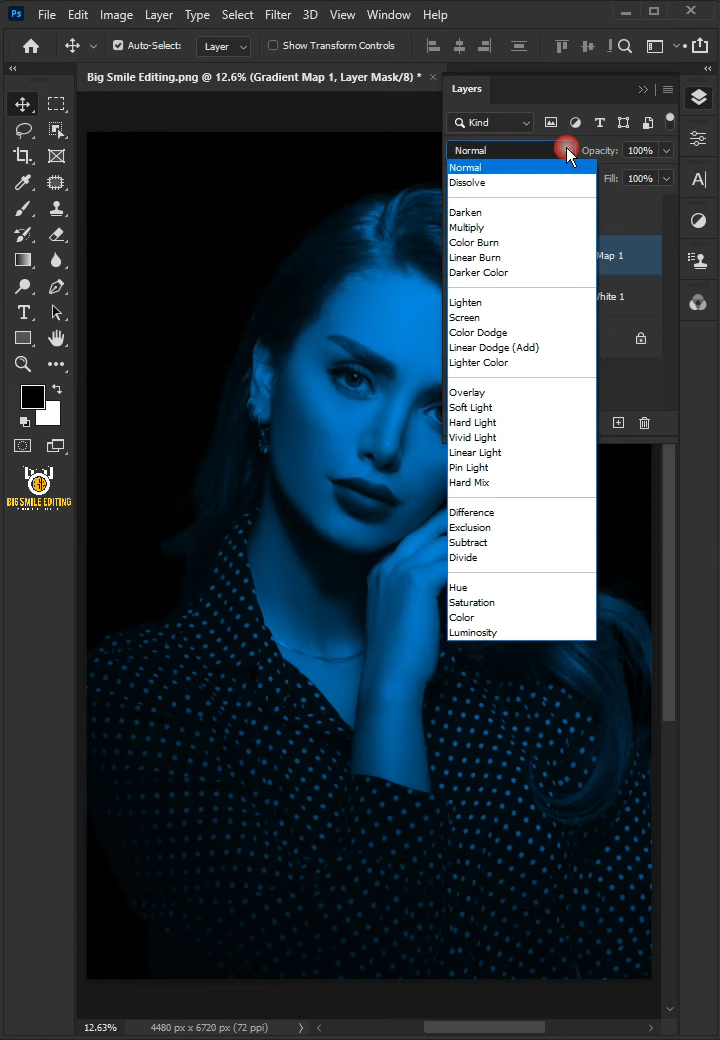 Ps File Edit Image Layer Type Select Filter 3D View Window Help
Auto-Select: Layer Show Transform Controls
Big Smile Editing.png @ 12.6% (Gradient Map 1, Layer Mask/8) *
Layers
Kind
Normal Opacity: 100%
Normal
Dissolve
Fill: 100%
Darken
Multiply
Color Burn
Linear Burn
Darker Color
Map 1
Lighten
Screen
Color Dodge
Linear Dodge (Add)
Lighter Color
hite 1
Overlay
Soft Light
Hard Light
Vivid Light
Linear Light
Pin Light
Hard Mix
Difference
Exclusion
Subtract
Divide
Hue
Saturation
Color
Luminosity
BIG SMILE EDITING
12.63% 4480 px x 6720 px (72 ppi)